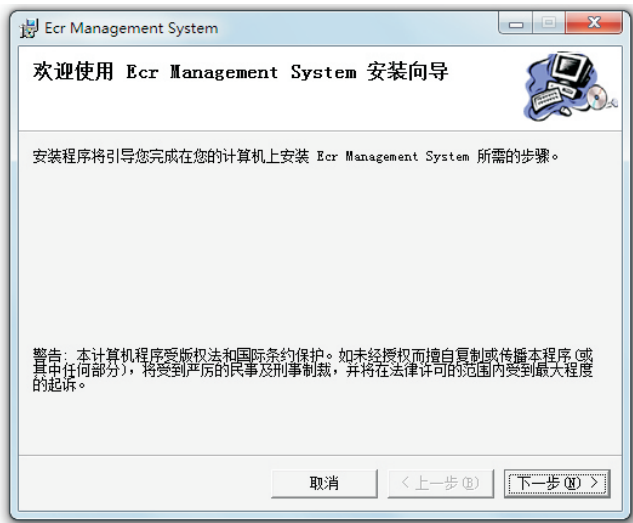 Ecr Management System
欢迎使用 Ecr Management System 安装向导
安装程序将引导您完成在您的计算机上安装 Ecr Management System 所需的步骤。
警告: 本计算机程序受版权法和国际条约保护。如未经授权而擅自复制或传播本程序(或
其中任何部分)，将受到严厉的民事及刑事制裁，并将在法律许可的范围内受到最大程度
的起诉。
取消 < 上一步(B) 下一步(N) >